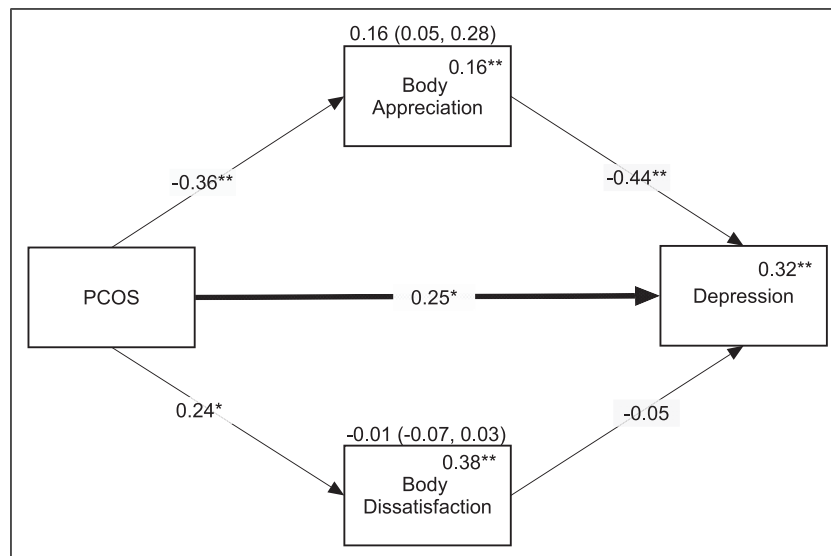 0.16 (0.05, 0.28)
0.16**
Body
Appreciation
-0.36**
-0.44**
PCOS
0.25*
0.32**
Depression
0.24*
-0.05
-0.01 (-0.07, 0.03)
0.38**
Body
Dissatisfaction